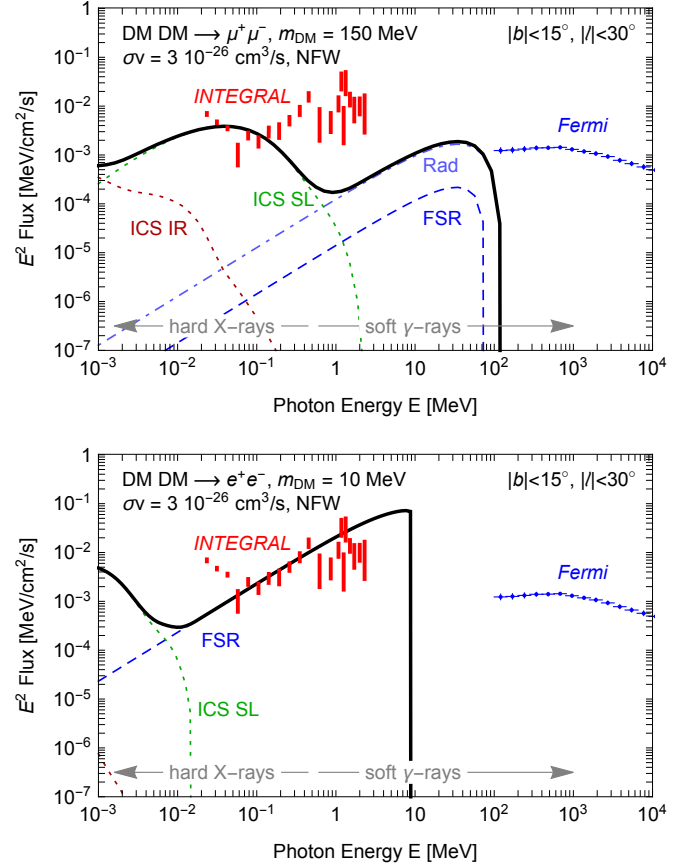 DM DM → μ⁺μ⁻, m_DM = 150 MeV
|b|<15°, |l|<30°
σv = 3 10⁻²⁶ cm³/s, NFW
INTEGRAL
Fermi
Rad
ICS SL
FSR
ICS IR
hard X-rays
soft γ-rays
1
10⁻¹
10⁻²
10⁻³
10⁻⁴
10⁻⁵
10⁻⁶
10⁻⁷
E² Flux [MeV/cm²/s]
10⁻³ 10⁻² 10⁻¹ 1 10 10² 10³ 10⁴
Photon Energy E [MeV]
DM DM → e⁺e⁻, m_DM = 10 MeV
|b|<15°, |l|<30°
σv = 3 10⁻²⁶ cm³/s, NFW
INTEGRAL
Fermi
FSR
ICS SL
hard X-rays
soft γ-rays
1
10⁻¹
10⁻²
10⁻³
10⁻⁴
10⁻⁵
10⁻⁶
10⁻⁷
E² Flux [MeV/cm²/s]
10⁻³ 10⁻² 10⁻¹ 1 10 10² 10³ 10⁴
Photon Energy E [MeV]